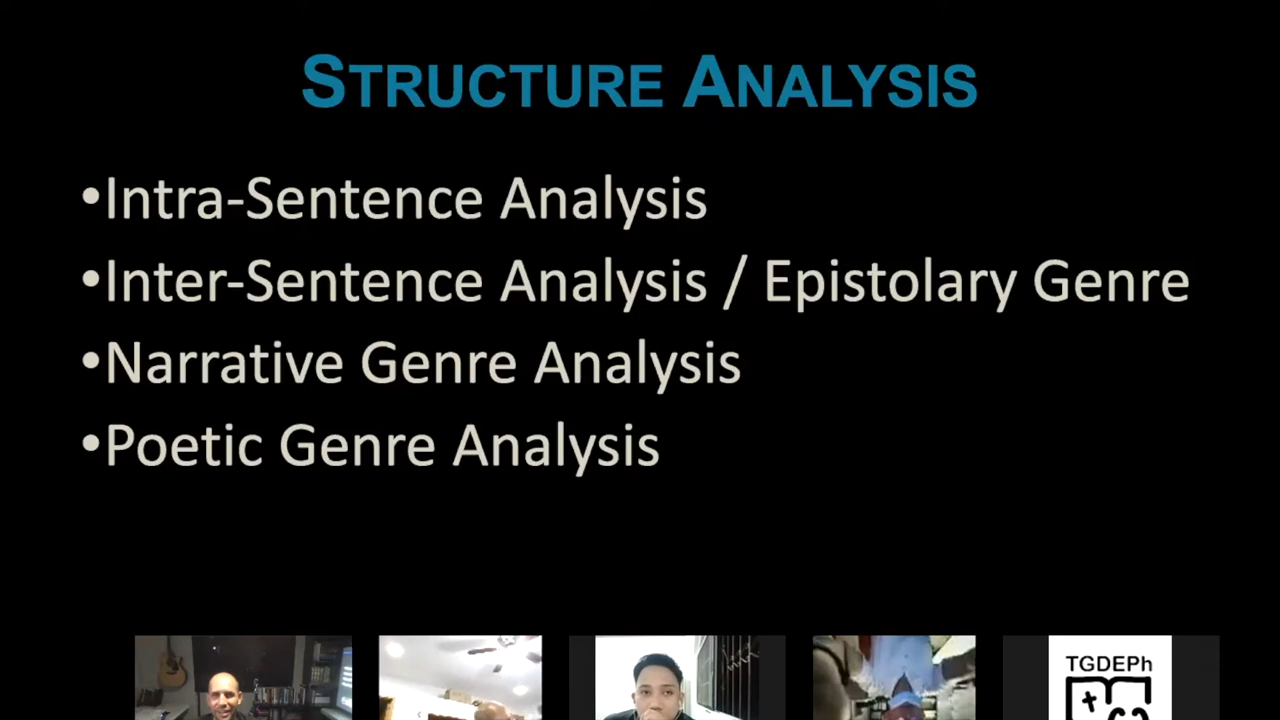 STRUCTURE ANALYSIS
•Intra-Sentence Analysis
•Inter-Sentence Analysis / Epistolary Genre
•Narrative Genre Analysis
•Poetic Genre Analysis
TGDEPh